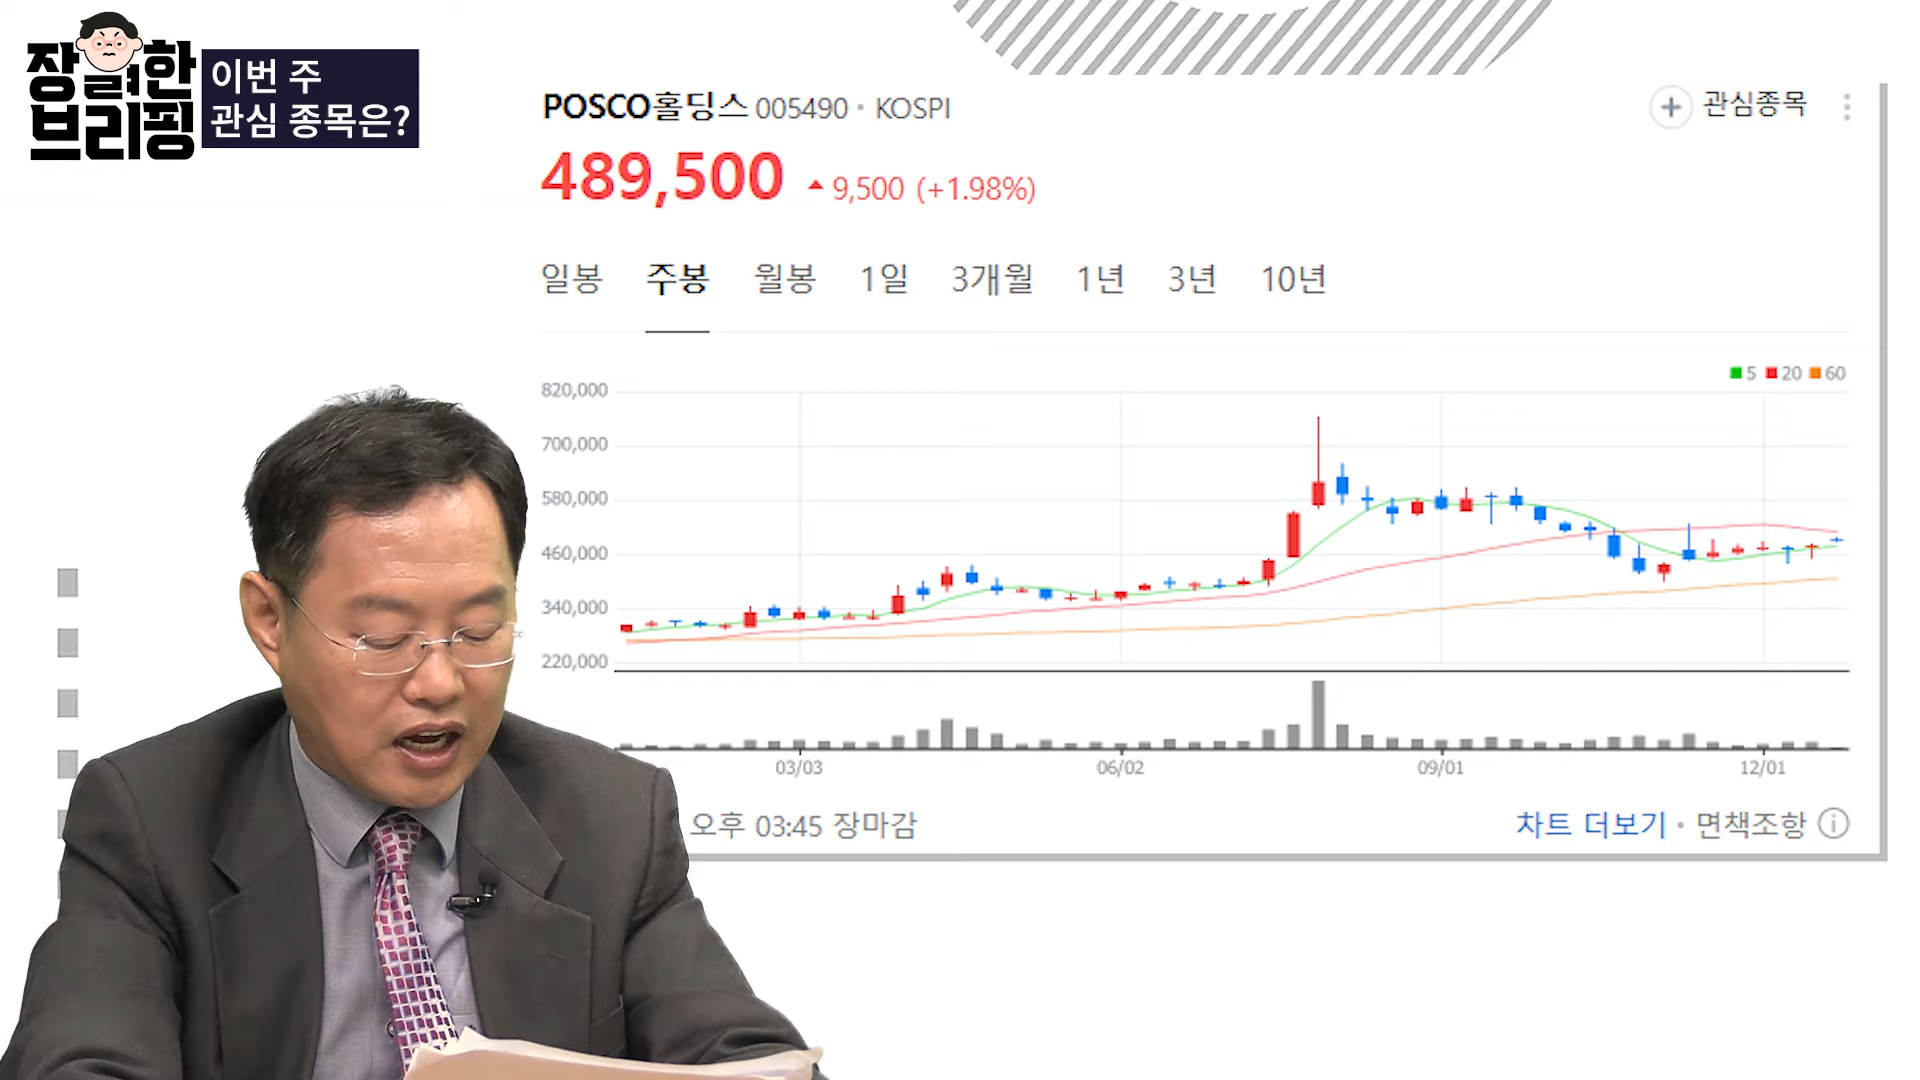 장렬한
브리핑
이번 주
관심 종목은?
POSCO홀딩스 005490 · KOSPI
+ 관심종목
489,500 ▲ 9,500 (+1.98%)
일봉 주봉 월봉 1일 3개월 1년 3년 10년
5 20 60
820,000
700,000
580,000
460,000
340,000
220,000
03/03 06/02 09/01 12/01
오후 03:45 장마감
차트 더보기 · 면책조항